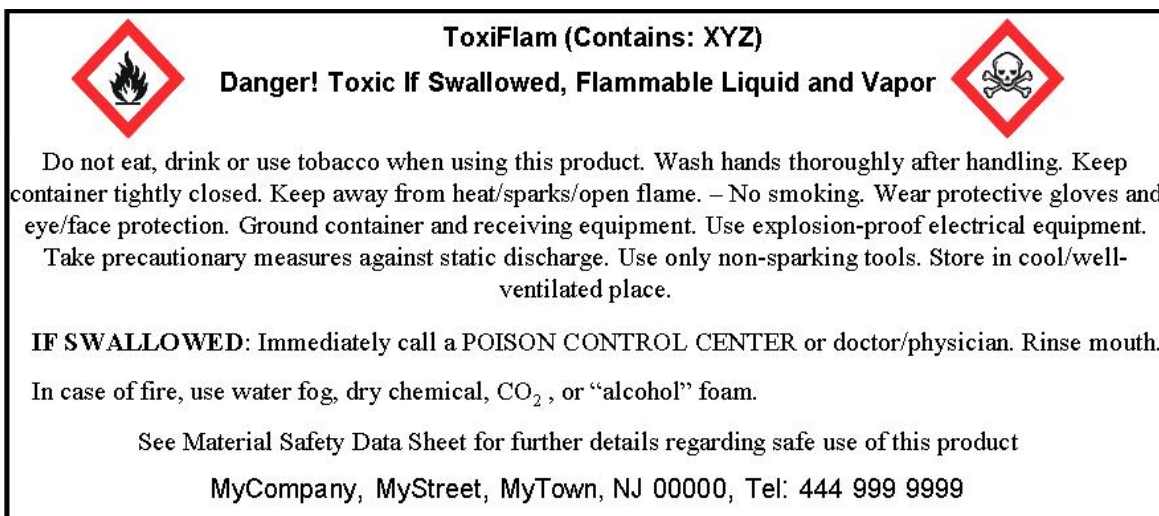 ToxiFlam (Contains: XYZ)
Danger! Toxic If Swallowed, Flammable Liquid and Vapor
Do not eat, drink or use tobacco when using this product. Wash hands thoroughly after handling. Keep
container tightly closed. Keep away from heat/sparks/open flame. – No smoking. Wear protective gloves and
eye/face protection. Ground container and receiving equipment. Use explosion-proof electrical equipment.
Take precautionary measures against static discharge. Use only non-sparking tools. Store in cool/well-
ventilated place.
IF SWALLOWED: Immediately call a POISON CONTROL CENTER or doctor/physician. Rinse mouth.
In case of fire, use water fog, dry chemical, CO₂ , or “alcohol” foam.
See Material Safety Data Sheet for further details regarding safe use of this product
MyCompany, MyStreet, MyTown, NJ 00000, Tel: 444 999 9999